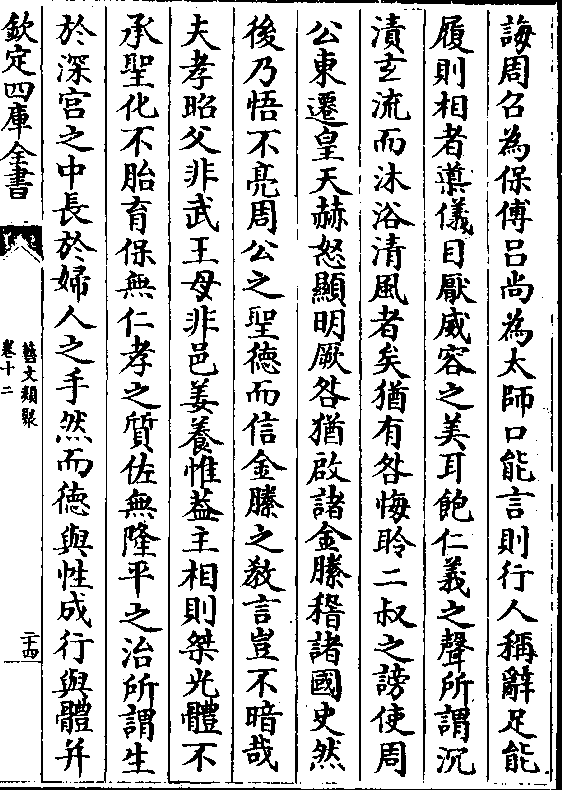 誨周召為保傅吕尚為太師口能言則行人稱辭足能
履則相者導儀目厭威容之美耳飽仁義之聲所謂沉
漬玄流而沐浴清風者矣猶有咎悔聆二叔之謗使周
公東遷皇天赫怒顯明厥咎猶啟諸金縢稽諸國史然
後乃悟不亮周公之聖德而信金縢之教言豈不暗哉
夫孝昭父非武王母非邑姜養惟蓋主相則桀光體不
承聖化不胎育保無仁孝之質佐無隆平之治所謂生
於深宫之中長於婦人之手然而德與性成行與體并
欽定四庫全書
藝文類聚
卷十二
二十四